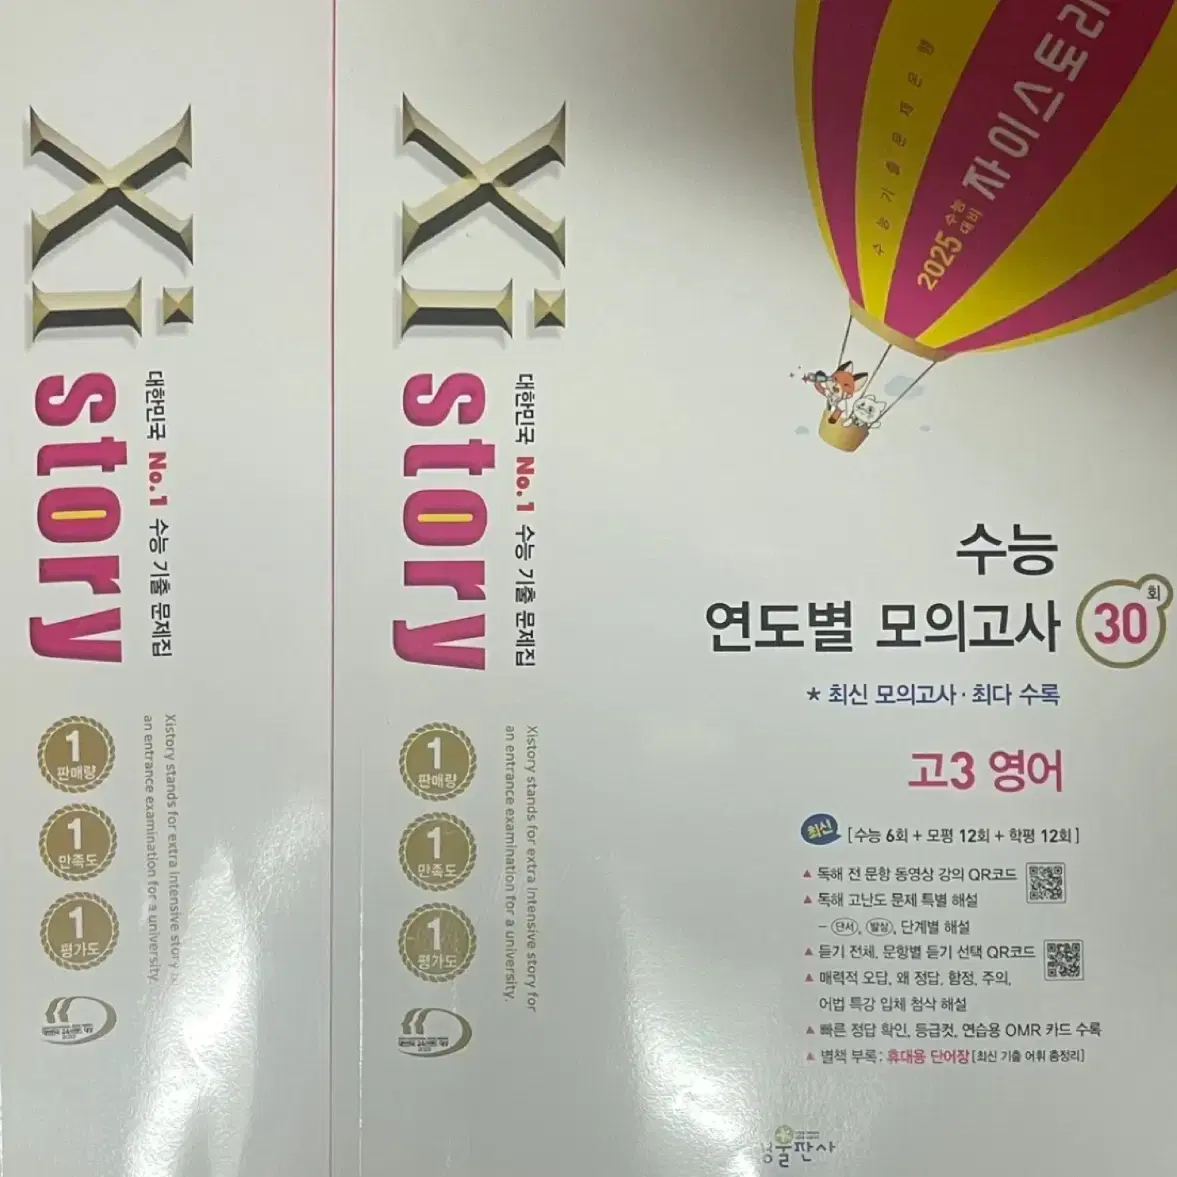 Xi
story
대한민국 No.1 수능 기출 문제집
Xistory stands for extra intensive story
an entrance examination for a university.
1
판매량
1
만족도
1
평가도
Xi
story
대한민국 No.1 수능 기출 문제집
Xistory stands for extra intensive story for
an entrance examination for a university.
1
판매량
1
만족도
1
평가도
수능기출문제은행
2025 수능 대비
자이스토리
수능
연도별 모의고사 30회
* 최신 모의고사·최다 수록
고3 영어
최신 [수능 6회 + 모평 12회 + 학평 12회]
▲ 독해 전 문항 동영상 강의 QR코드
▲ 독해 고난도 문제 특별 해설
– 단서, 발상, 단계별 해설
▲ 듣기 전체, 문항별 듣기 선택 QR코드
▲ 매력적 오답, 왜 정답, 함정, 주의,
어법 특강 입체 첨삭 해설
▲ 빠른 정답 확인, 등급컷, 연습용 OMR 카드 수록
▲ 별책 부록: 휴대용 단어장 [최신 기출 어휘 총정리]